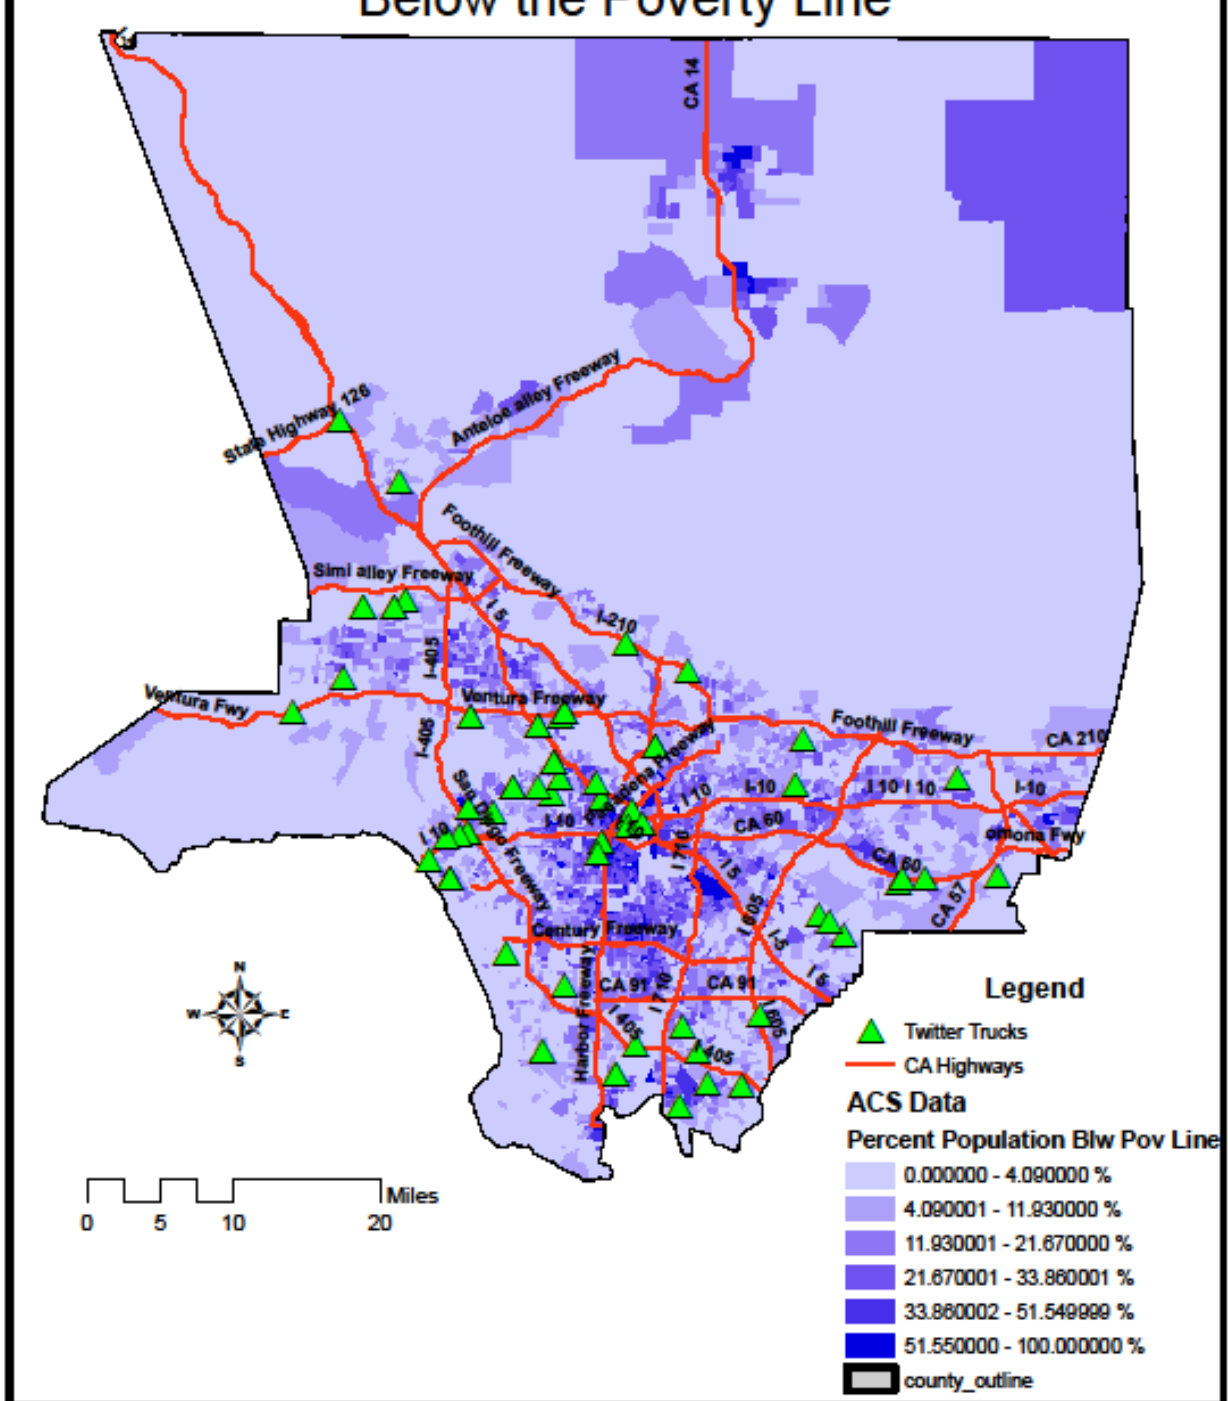 Below the Poverty Line
CA 14
State Highway 126
Anteloe alley Freeway
Foothill Freeway
Simi alley Freeway
I 5
I-210
I-405
Ventura Fwy
Ventura Freeway
I-405
Foothill Freeway
CA 210
Pasadena Freeway
San Diego Freeway
I-10
I 10
I-10
I 10 I 10
I-10
I 10
CA 60
omona Fwy
I 710
I 5
CA 60
CA 57
I 605
I-5
Century Freeway
I 5
CA 91
CA 91
I 710
Harbor Freeway
I 405
I 605
I-405
N
W
E
S
Legend
Twitter Trucks
CA Highways
ACS Data
Percent Population Blw Pov Line
0.000000 - 4.090000 %
4.090001 - 11.930000 %
11.930001 - 21.670000 %
21.670001 - 33.860001 %
33.860002 - 51.549999 %
51.550000 - 100.000000 %
county_outline
Miles
0 5 10 20